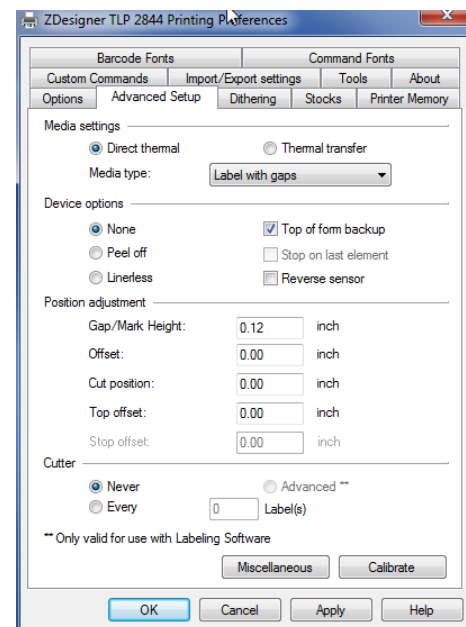 ZDesigner TLP 2844 Printing Preferences
Barcode Fonts Command Fonts
Custom Commands Import/Export settings Tools About
Options Advanced Setup Dithering Stocks Printer Memory
Media settings
Direct thermal Thermal transfer
Media type: Label with gaps
Device options
None Top of form backup
Peel off Stop on last element
Linerless Reverse sensor
Position adjustment
Gap/Mark Height: 0.12 inch
Offset: 0.00 inch
Cut position: 0.00 inch
Top offset: 0.00 inch
Stop offset: 0.00 inch
Cutter
Never Advanced **
Every 0 Label(s)
** Only valid for use with Labeling Software
Miscellaneous Calibrate
OK Cancel Apply Help